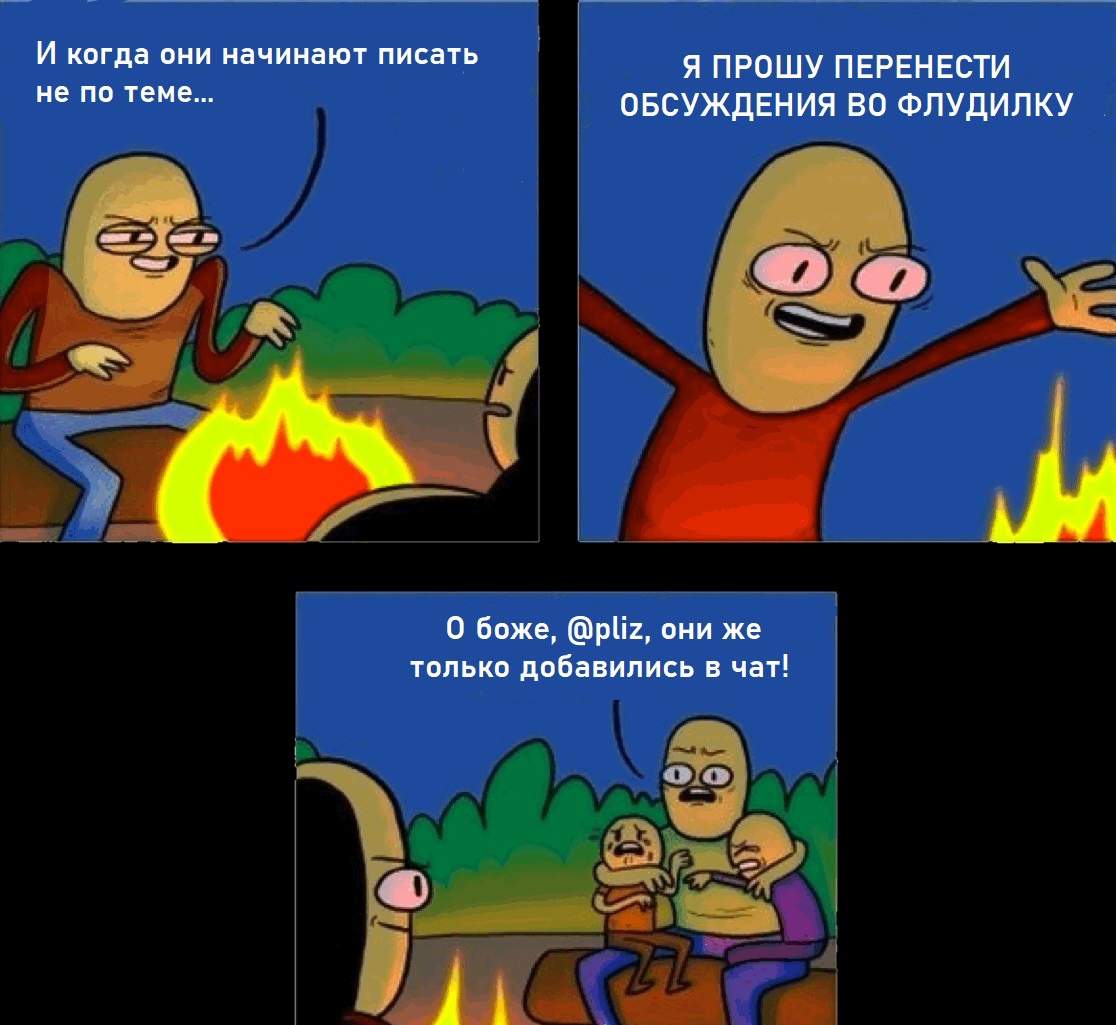 И когда они начинают писать
не по теме...
Я ПРОШУ ПЕРЕНЕСТИ
ОБСУЖДЕНИЯ ВО ФЛУДИЛКУ
О боже, @pliz, они же
только добавились в чат!